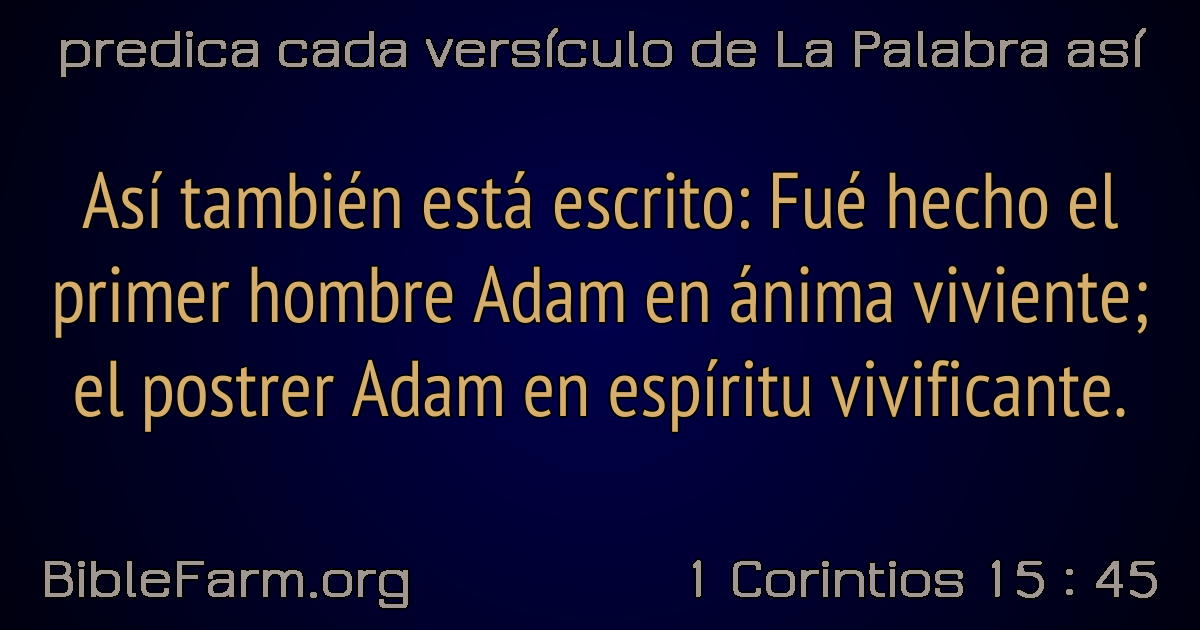 predica cada versículo de La Palabra así
Así también está escrito: Fué hecho el
primer hombre Adam en ánima viviente;
el postrer Adam en espíritu vivificante.
BibleFarm.org
1 Corintios 15 : 45